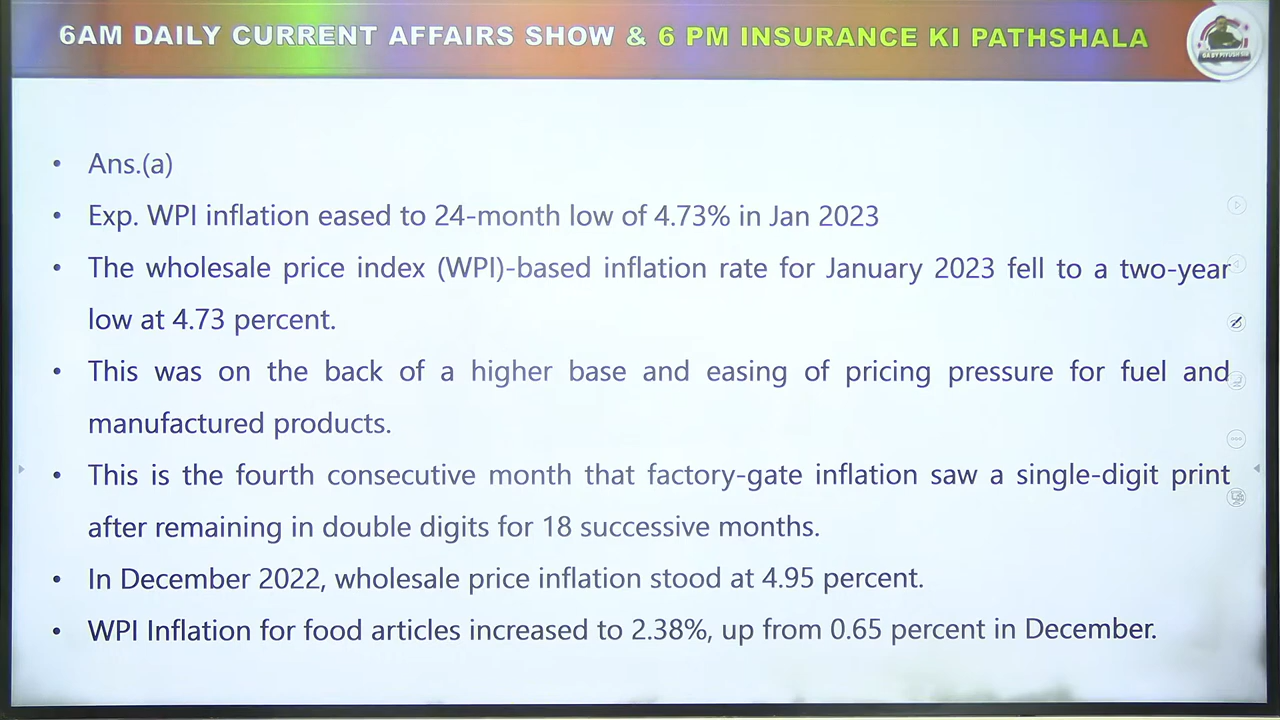 6AM DAILY CURRENT AFFAIRS SHOW & 6 PM INSURANCE KI PATHSHALA
• Ans.(a)
• Exp. WPI inflation eased to 24-month low of 4.73% in Jan 2023
• The wholesale price index (WPI)-based inflation rate for January 2023 fell to a two-year
low at 4.73 percent.
• This was on the back of a higher base and easing of pricing pressure for fuel and
manufactured products.
• This is the fourth consecutive month that factory-gate inflation saw a single-digit print
after remaining in double digits for 18 successive months.
• In December 2022, wholesale price inflation stood at 4.95 percent.
• WPI Inflation for food articles increased to 2.38%, up from 0.65 percent in December.